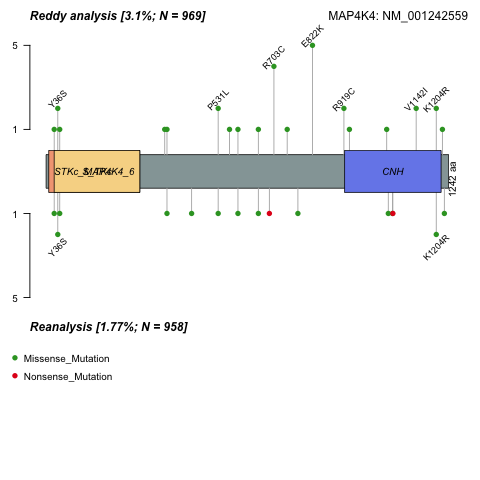 Reddy analysis [3.1%; N = 969]
MAP4K4: NM_001242559
5
E822K
R703C
Y36S
P531L
R919C
V1142I
K1204R
1
CNH
1242 aa
1
Y36S
K1204R
5
Reanalysis [1.77%; N = 958]
Missense_Mutation
Nonsense_Mutation